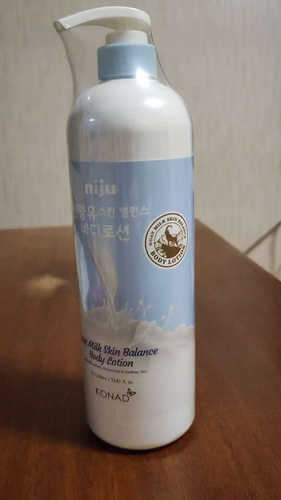 niju
산양유 스킨 밸런스
바디로션
GOAT MILK SKIN BALANCE
BODY LOTION
Goat Milk Skin Balance
Body Lotion
KONAD